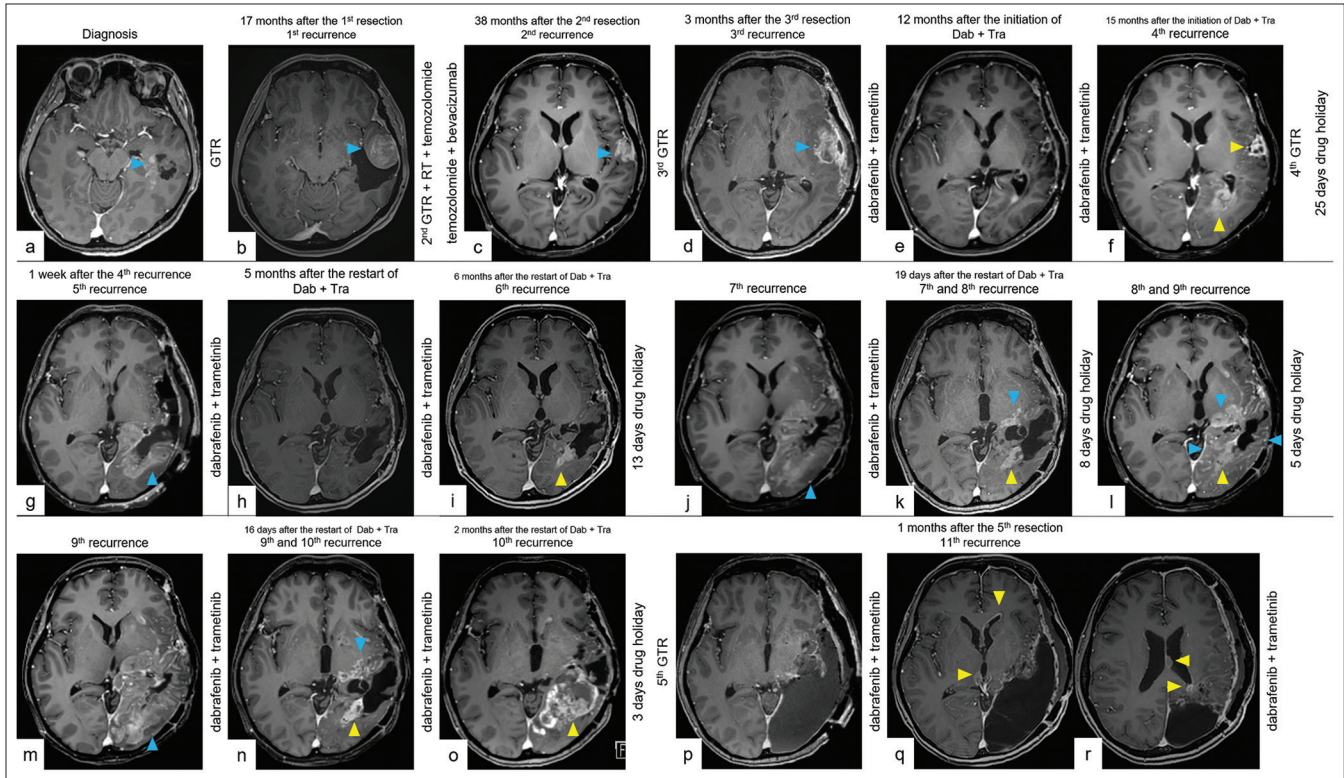 Diagnosis
a
GTR
17 months after the 1st resection
1st recurrence
b
2nd GTR + RT + temozolomide
temozolomide + bevacizumab
38 months after the 2nd resection
2nd recurrence
c
3rd GTR
3 months after the 3rd resection
3rd recurrence
d
dabrafenib + trametinib
12 months after the initiation of
Dab + Tra
e
dabrafenib + trametinib
15 months after the initiation of Dab + Tra
4th recurrence
f
4th GTR
25 days drug holiday
1 week after the 4th recurrence
5th recurrence
g
dabrafenib + trametinib
5 months after the restart of
Dab + Tra
h
dabrafenib + trametinib
6 months after the restart of Dab + Tra
6th recurrence
i
13 days drug holiday
7th recurrence
j
dabrafenib + trametinib
19 days after the restart of Dab + Tra
7th and 8th recurrence
k
8 days drug holiday
8th and 9th recurrence
l
5 days drug holiday
9th recurrence
m
dabrafenib + trametinib
16 days after the restart of Dab + Tra
9th and 10th recurrence
n
dabrafenib + trametinib
2 months after the restart of Dab + Tra
10th recurrence
o
3 days drug holiday
5th GTR
p
dabrafenib + trametinib
1 months after the 5th resection
11th recurrence
q
r
dabrafenib + trametinib